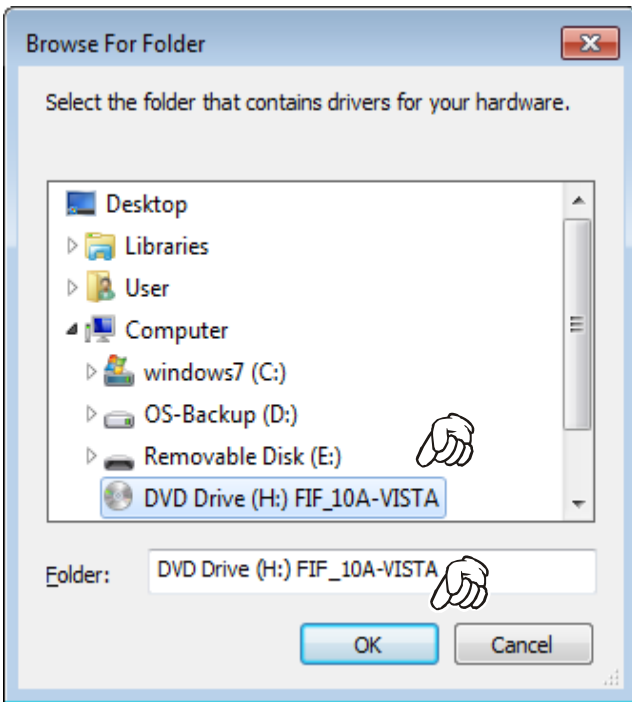 Browse For Folder
Select the folder that contains drivers for your hardware.
Desktop
Libraries
User
Computer
windows7 (C:)
OS-Backup (D:)
Removable Disk (E:)
DVD Drive (H:) FIF_10A-VISTA
Folder: DVD Drive (H:) FIF_10A-VISTA
OK Cancel